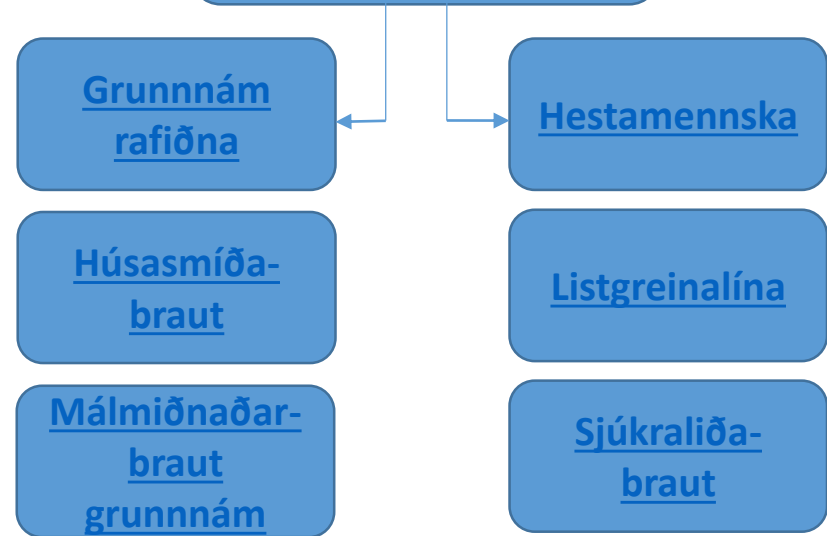 Grunnnám
rafiðna
Hestamennska
Húsasmíða-
braut
Listgreinalína
Málmiðnaðar-
braut
grunnnám
Sjúkraliða-
braut